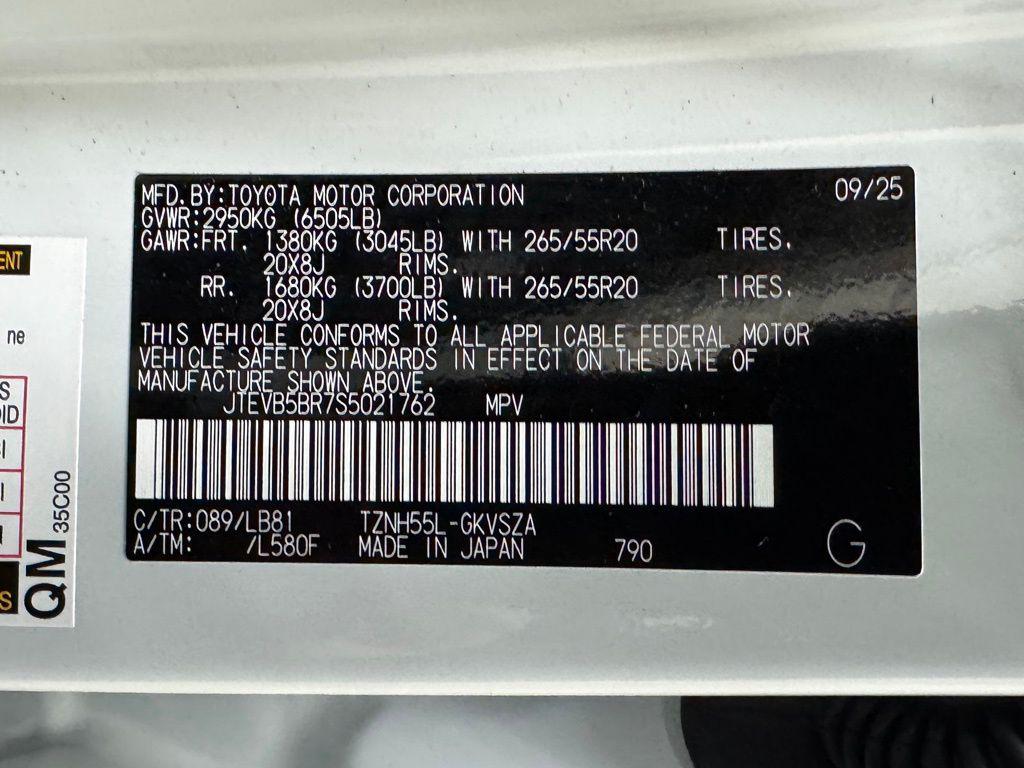 MFD.BY:TOYOTA MOTOR CORPORATION 09/25
GVWR:2950KG (6505LB)
GAWR:FRT. 1380KG (3045LB) WITH 265/55R20 TIRES.
20X8J RIMS.
RR. 1680KG (3700LB) WITH 265/55R20 TIRES.
20X8J RIMS.
THIS VEHICLE CONFORMS TO ALL APPLICABLE FEDERAL MOTOR
VEHICLE SAFETY STANDARDS IN EFFECT ON THE DATE OF
MANUFACTURE SHOWN ABOVE.
JTEVB5BR7S5021762 MPV
C/TR:089/LB81 TZNH55L-GKVSZA
A/TM: /L580F MADE IN JAPAN 790 G
ENT
ne
S
OID
QM 35C00
S